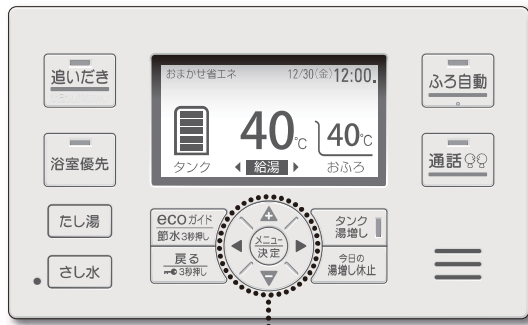 追いだき
浴室優先
たし湯
さし水
おまかせ省エネ 12/30(金)12:00
40℃ 40℃
タンク 給湯 おふろ
ecoガイド
節水3秒押し
戻る
3秒押し
メニュー
決定
タンク
湯増し
今日の
湯増し休止
ふろ自動
通話